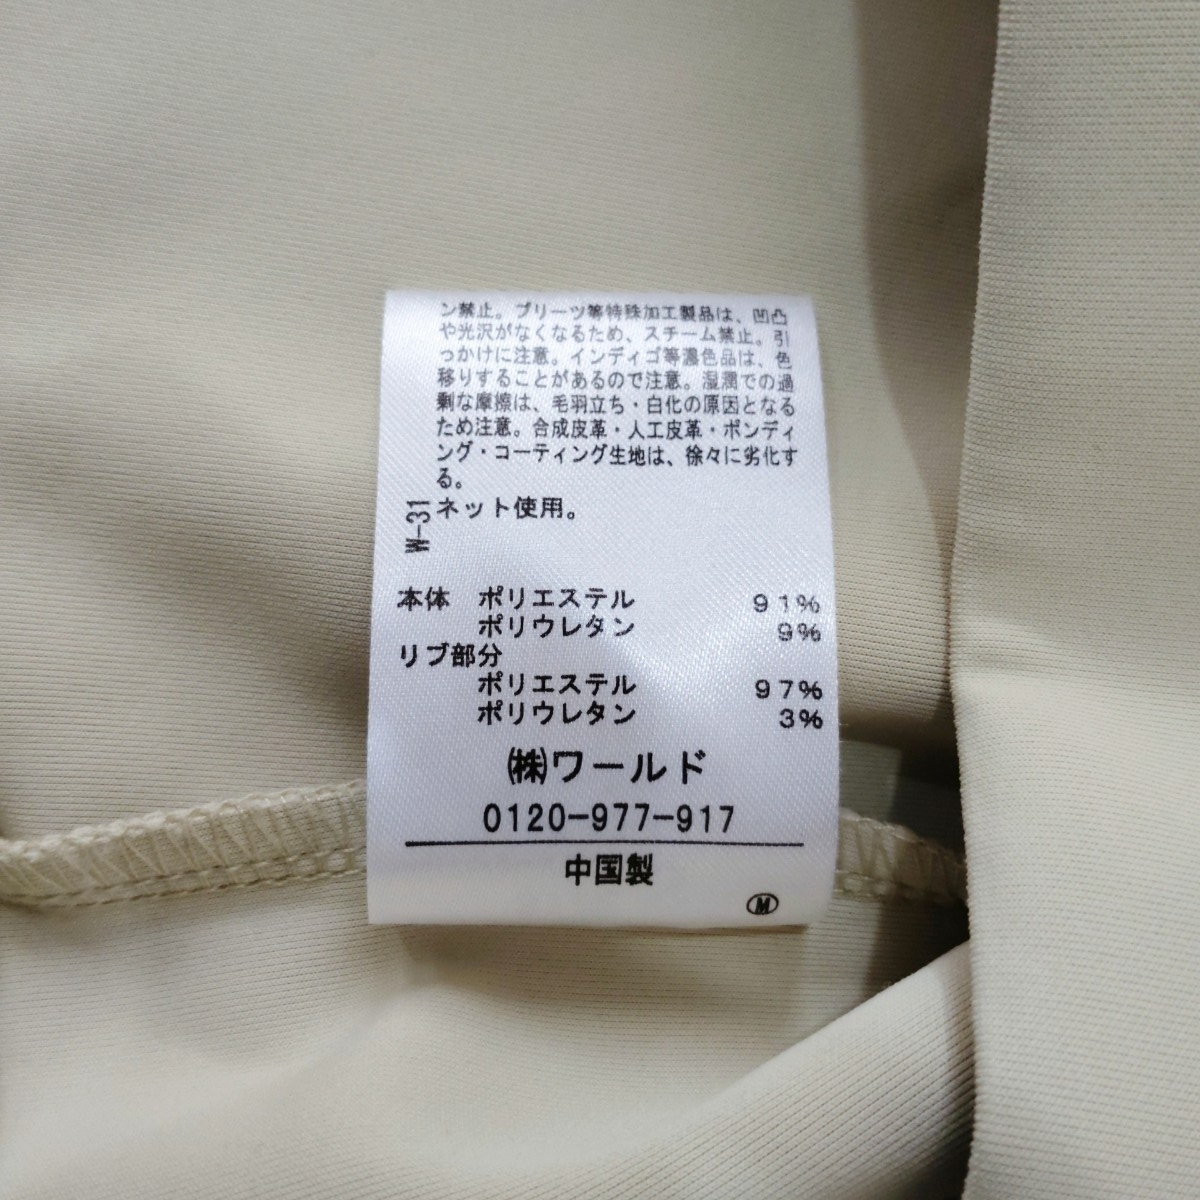 ン禁止。プリーツ等特殊加工製品は、凹凸
や光沢がなくなるため、スチーム禁止。引
っかけに注意。インディゴ等濃色品は、色
移りすることがあるので注意。湿潤での過
剰な摩擦は、毛羽立ち・白化の原因となる
ため注意。合成皮革・人工皮革・ボンディ
ング・コーティング生地は、徐々に劣化す
る。
ネット使用。
W-31
本体 ポリエステル 91%
ポリウレタン 9%
リブ部分
ポリエステル 97%
ポリウレタン 3%
㈱ワールド
0120-977-917
中国製
Ⓜ